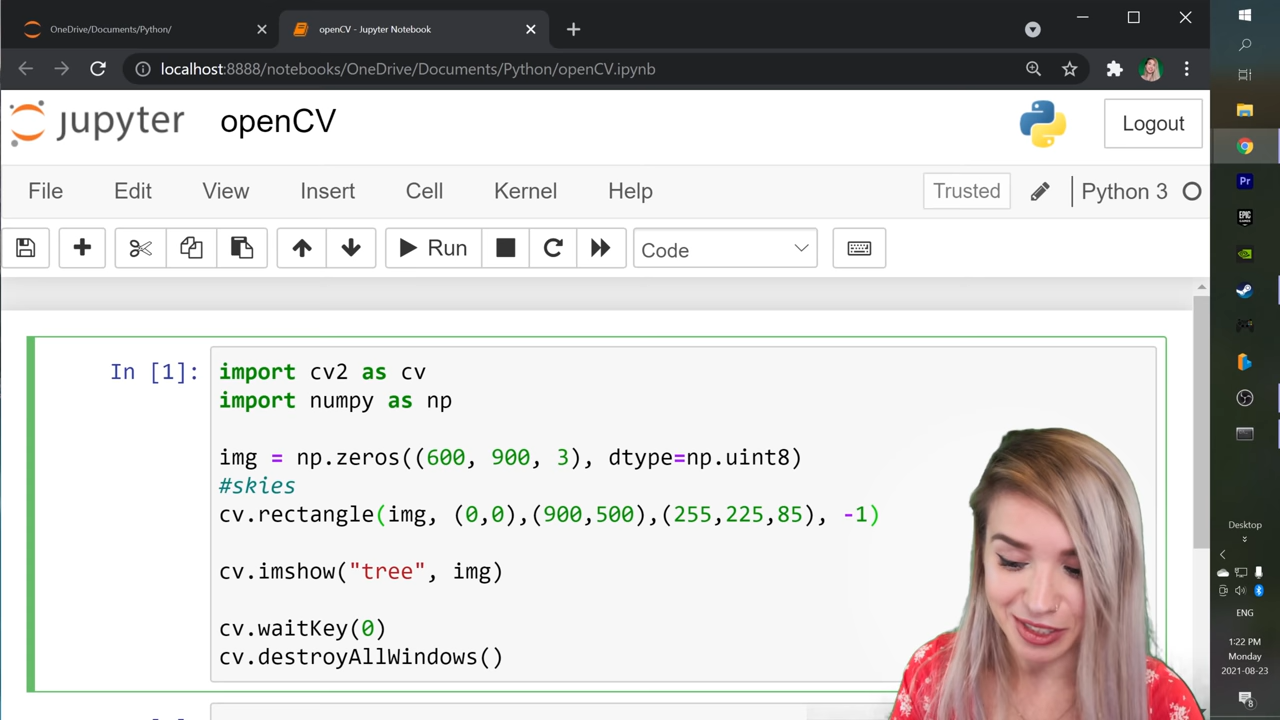 OneDrive/Documents/Python/
openCV - Jupyter Notebook
localhost:8888/notebooks/OneDrive/Documents/Python/openCV.ipynb
jupyter openCV
Logout
File Edit View Insert Cell Kernel Help
Trusted
Python 3
Run
Code
In [1]:
import cv2 as cv
import numpy as np
img = np.zeros((600, 900, 3), dtype=np.uint8)
#skies
cv.rectangle(img, (0,0),(900,500),(255,225,85), -1)
cv.imshow("tree", img)
cv.waitKey(0)
cv.destroyAllWindows()
Pr
EPIC
GAMES
Desktop
ENG
1:22 PM
Monday
2021-08-23
8